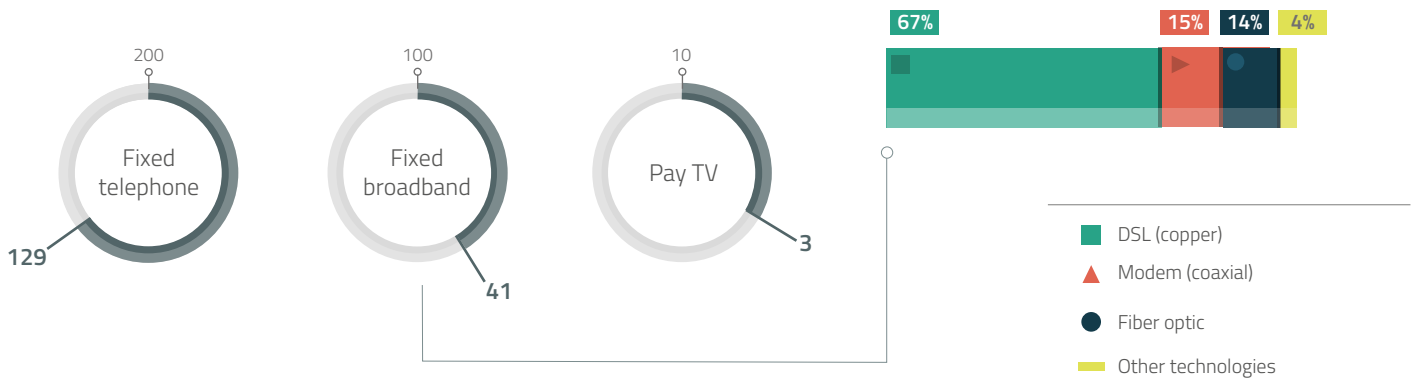 200
Fixed
telephone
129
100
Fixed
broadband
41
10
Pay TV
3
67%
15%
14%
4%
DSL (copper)
Modem (coaxial)
Fiber optic
Other technologies